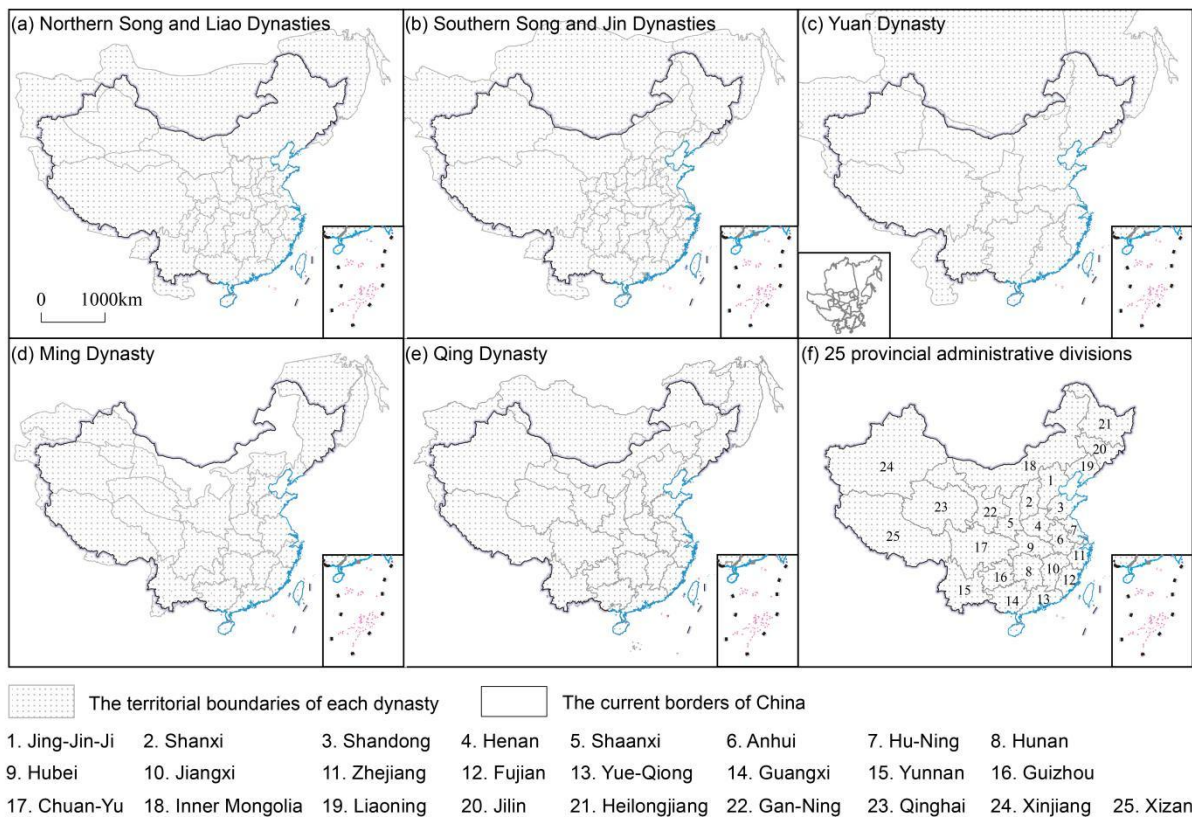 (a) Northern Song and Liao Dynasties
(b) Southern Song and Jin Dynasties
(c) Yuan Dynasty
0 1000km
(d) Ming Dynasty
(e) Qing Dynasty
(f) 25 provincial administrative divisions
21
20
19
24
18
1
23
22
2
3
5
4
7
25
6
17
9
11
8
10
16
12
15
14
13
The territorial boundaries of each dynasty
The current borders of China
1. Jing-Jin-Ji 2. Shanxi 3. Shandong 4. Henan 5. Shaanxi 6. Anhui 7. Hu-Ning 8. Hunan
9. Hubei 10. Jiangxi 11. Zhejiang 12. Fujian 13. Yue-Qiong 14. Guangxi 15. Yunnan 16. Guizhou
17. Chuan-Yu 18. Inner Mongolia 19. Liaoning 20. Jilin 21. Heilongjiang 22. Gan-Ning 23. Qinghai 24. Xinjiang 25. Xizan